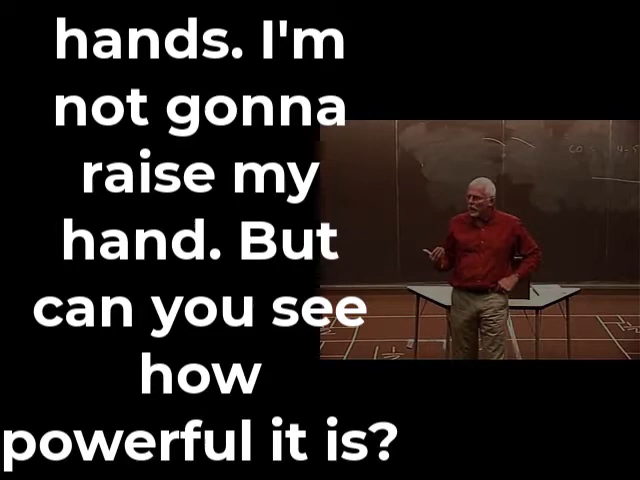 hands. I'm
not gonna
raise my
hand. But
can you see
how
powerful it is?